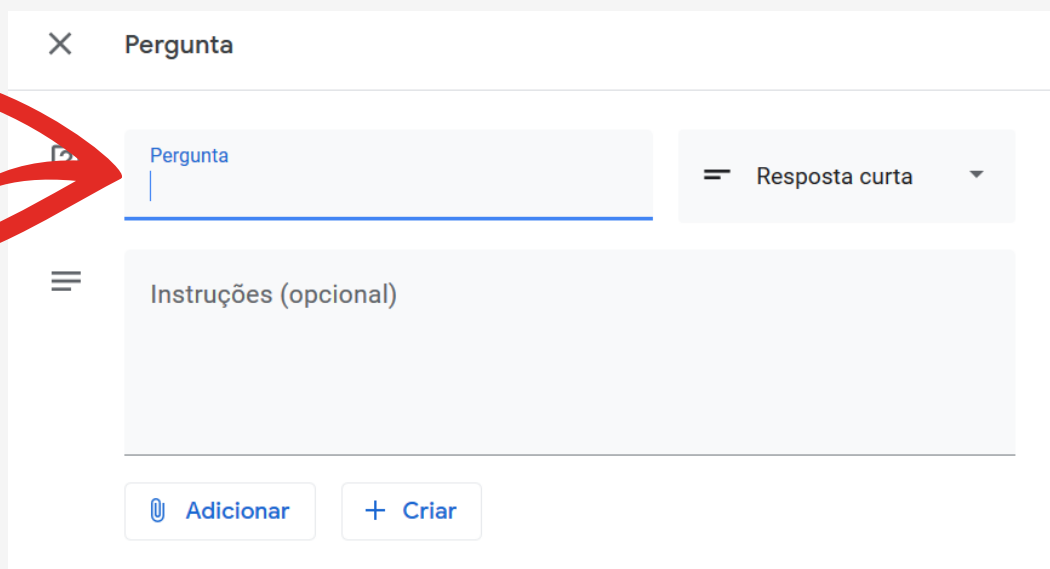 Pergunta
Pergunta
Resposta curta
Instruções (opcional)
Adicionar
Criar